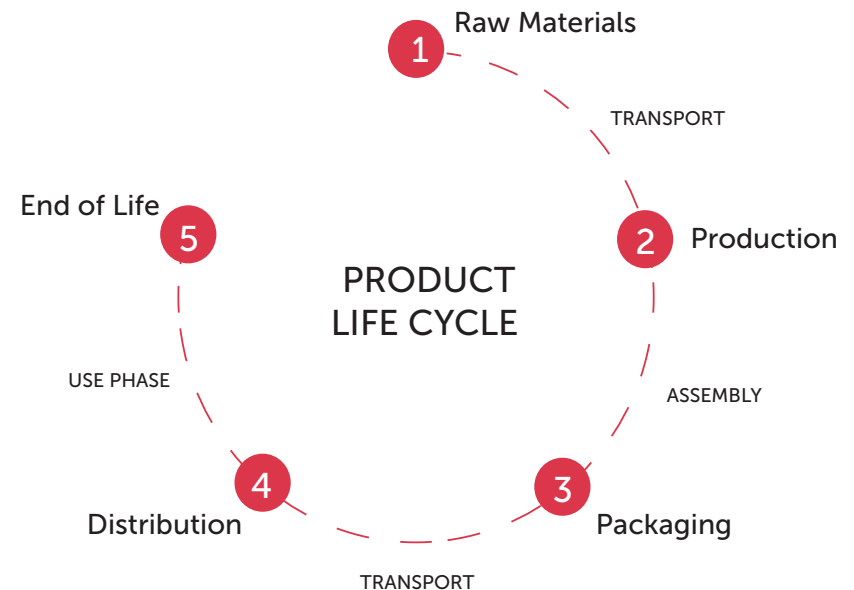 1
Raw Materials
TRANSPORT
2
Production
ASSEMBLY
3
Packaging
TRANSPORT
4
Distribution
USE PHASE
5
End of Life
PRODUCT
LIFE CYCLE